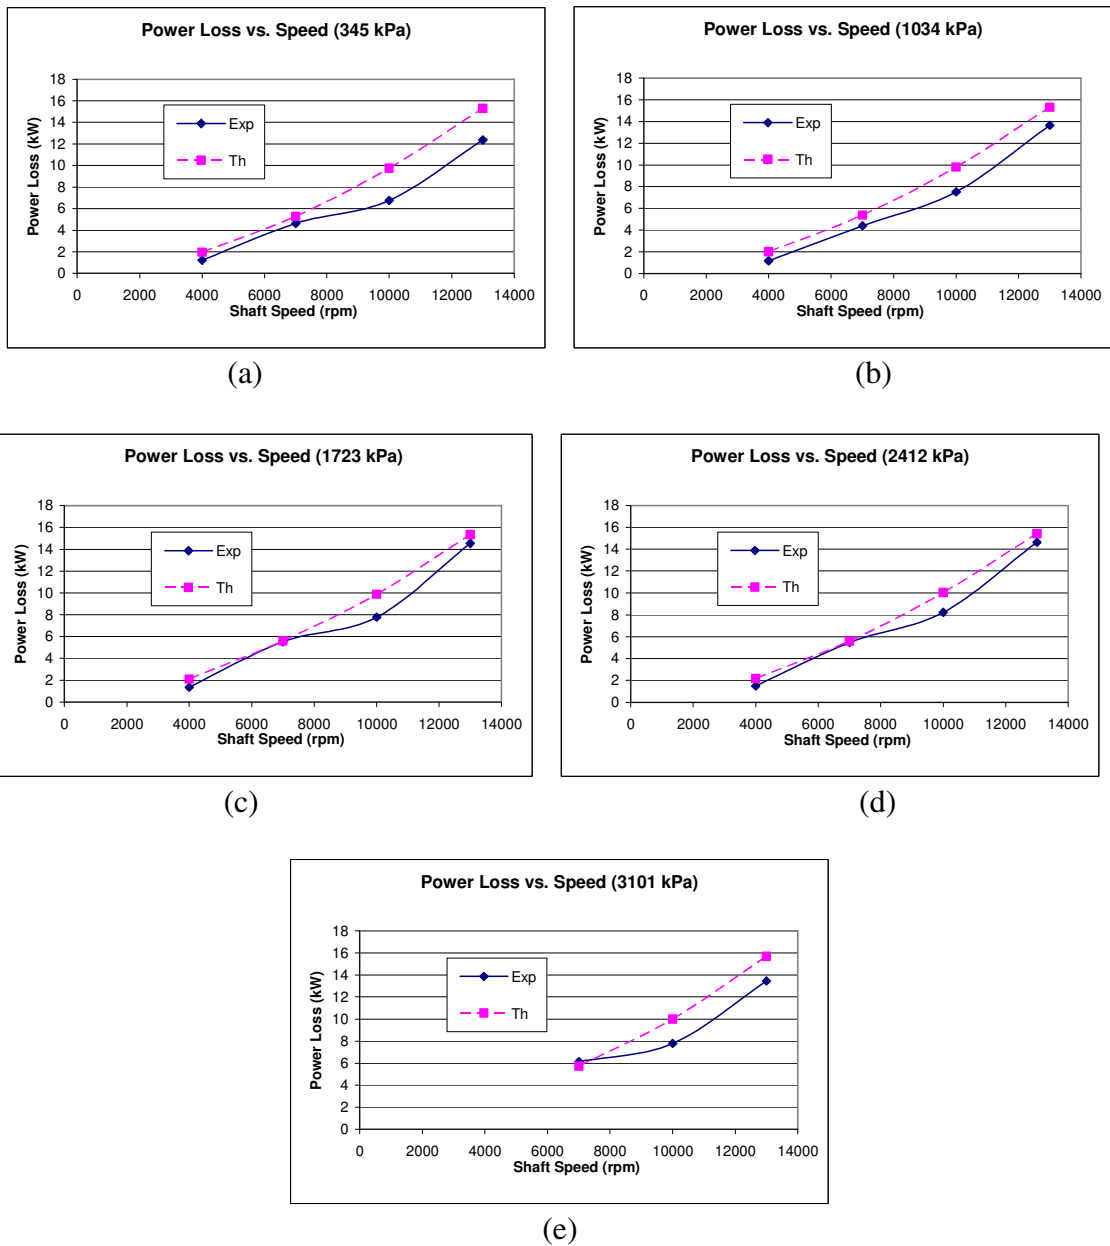 Power Loss vs. Speed (345 kPa)
18
16
14
12
10
8
6
4
2
0
Power Loss (kW)
Exp
Th
0 2000 4000 6000 8000 10000 12000 14000
Shaft Speed (rpm)
(a)
Power Loss vs. Speed (1034 kPa)
18
16
14
12
10
8
6
4
2
0
Power Loss (kW)
Exp
Th
0 2000 4000 6000 8000 10000 12000 14000
Shaft Speed (rpm)
(b)
Power Loss vs. Speed (1723 kPa)
18
16
14
12
10
8
6
4
2
0
Power Loss (kW)
Exp
Th
0 2000 4000 6000 8000 10000 12000 14000
Shaft Speed (rpm)
(c)
Power Loss vs. Speed (2412 kPa)
18
16
14
12
10
8
6
4
2
0
Power Loss (kW)
Exp
Th
0 2000 4000 6000 8000 10000 12000 14000
Shaft Speed (rpm)
(d)
Power Loss vs. Speed (3101 kPa)
18
16
14
12
10
8
6
4
2
0
Power Loss (kW)
Exp
Th
0 2000 4000 6000 8000 10000 12000 14000
Shaft Speed (rpm)
(e)